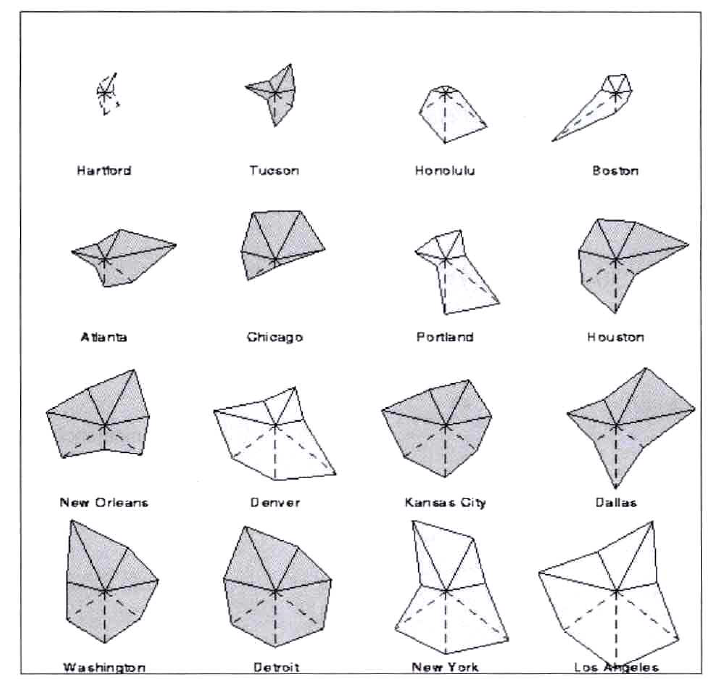 Hartford Tucson Honolulu Boston
Atlanta Chicago Portland Houston
New Orleans Denver Kansas City Dallas
Washington Detroit New York Los Angeles